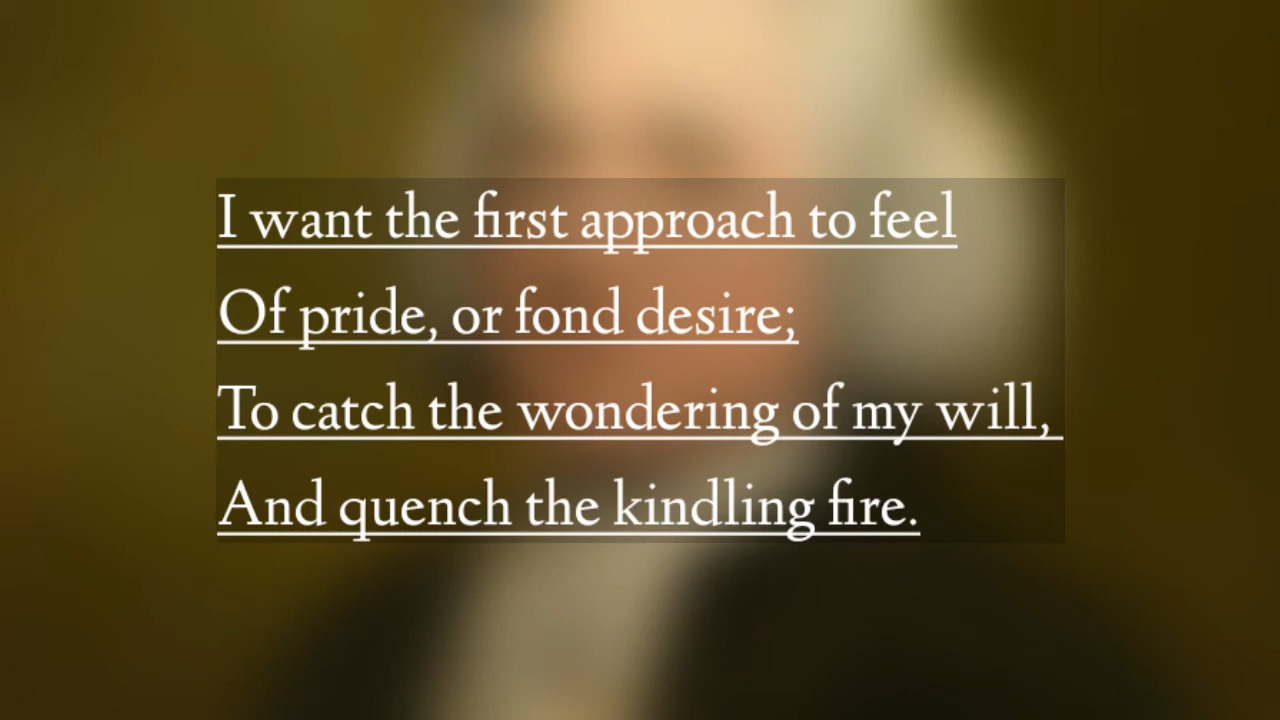 I want the first approach to feel
Of pride, or fond desire;
To catch the wondering of my will,
And quench the kindling fire.